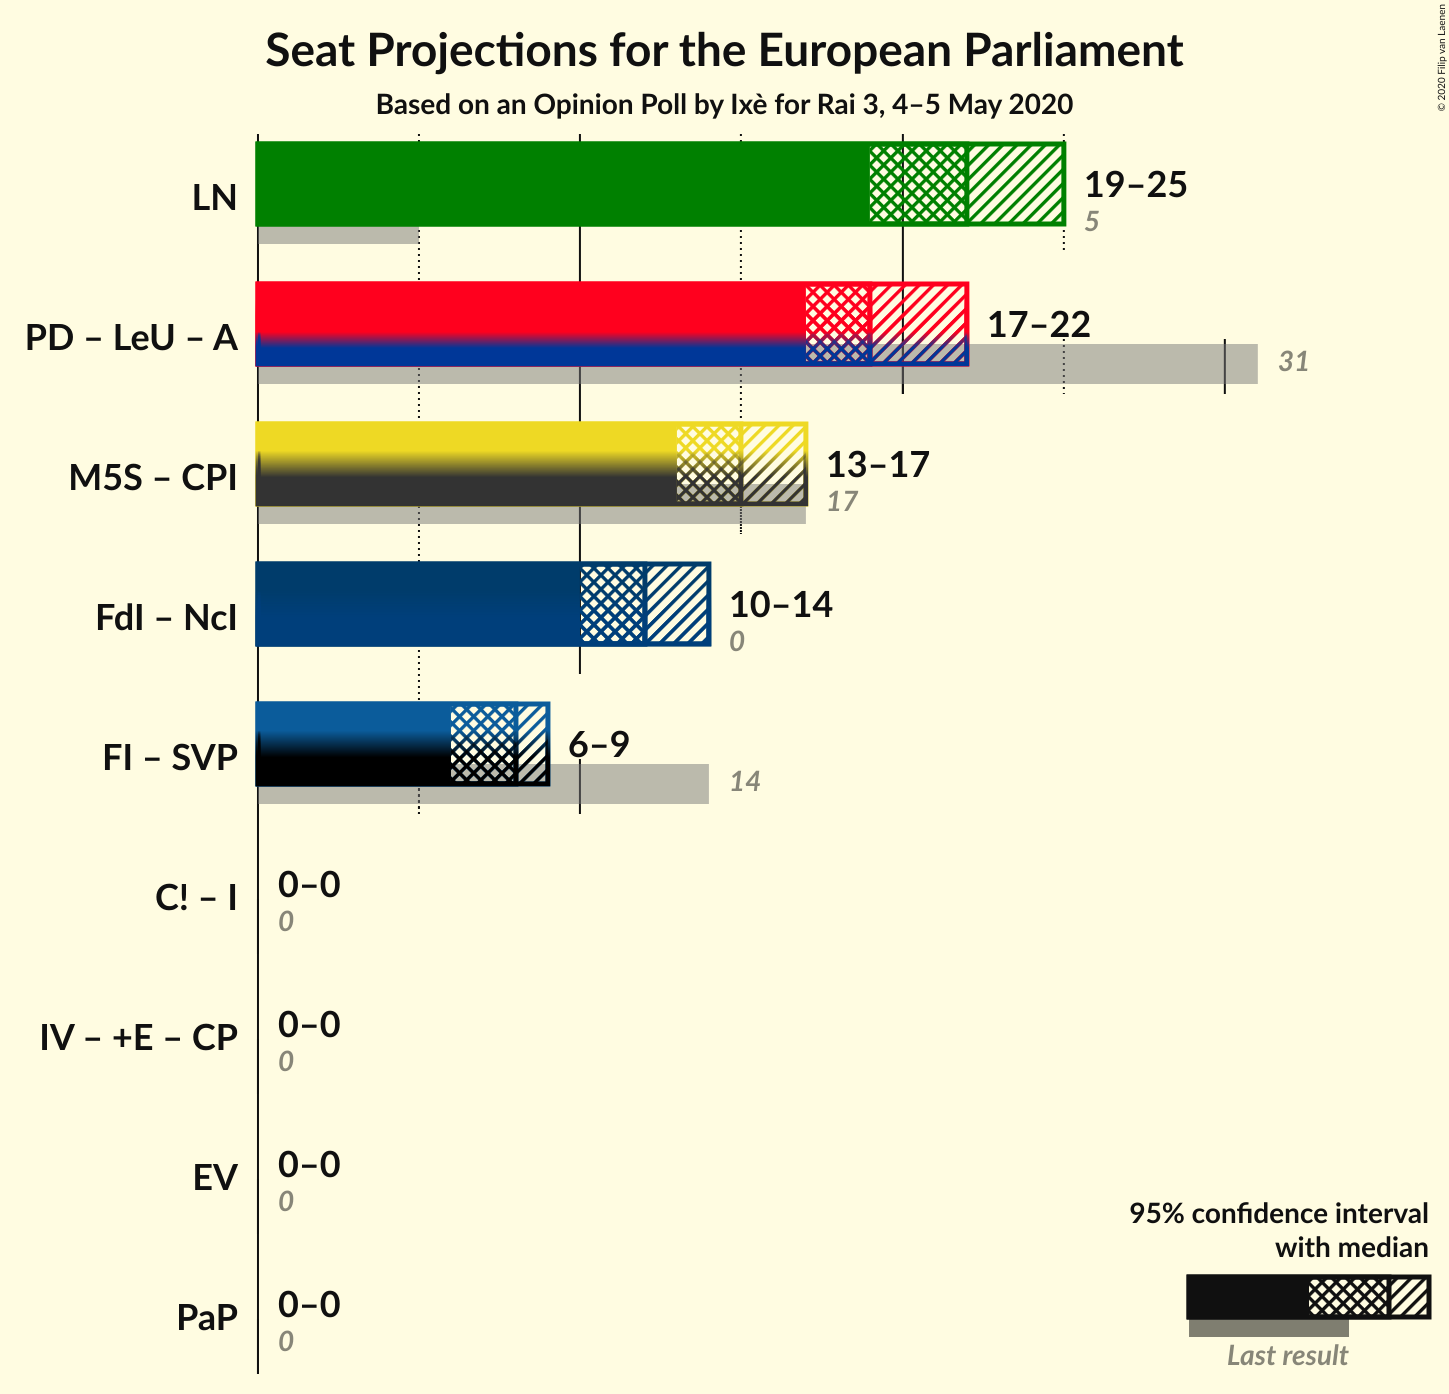 Seat Projections for the European Parliament
Based on an Opinion Poll by Ixè for Rai 3, 4–5 May 2020
© 2020 Filip van Laenen
LN
19–25
5
PD – LeU – A
17–22
31
M5S – CPI
13–17
17
FdI – NcI
10–14
0
FI – SVP
6–9
14
C! – I
0–0
0
IV – +E – CP
0–0
0
EV
0–0
0
PaP
0–0
0
95% confidence interval
with median
Last result